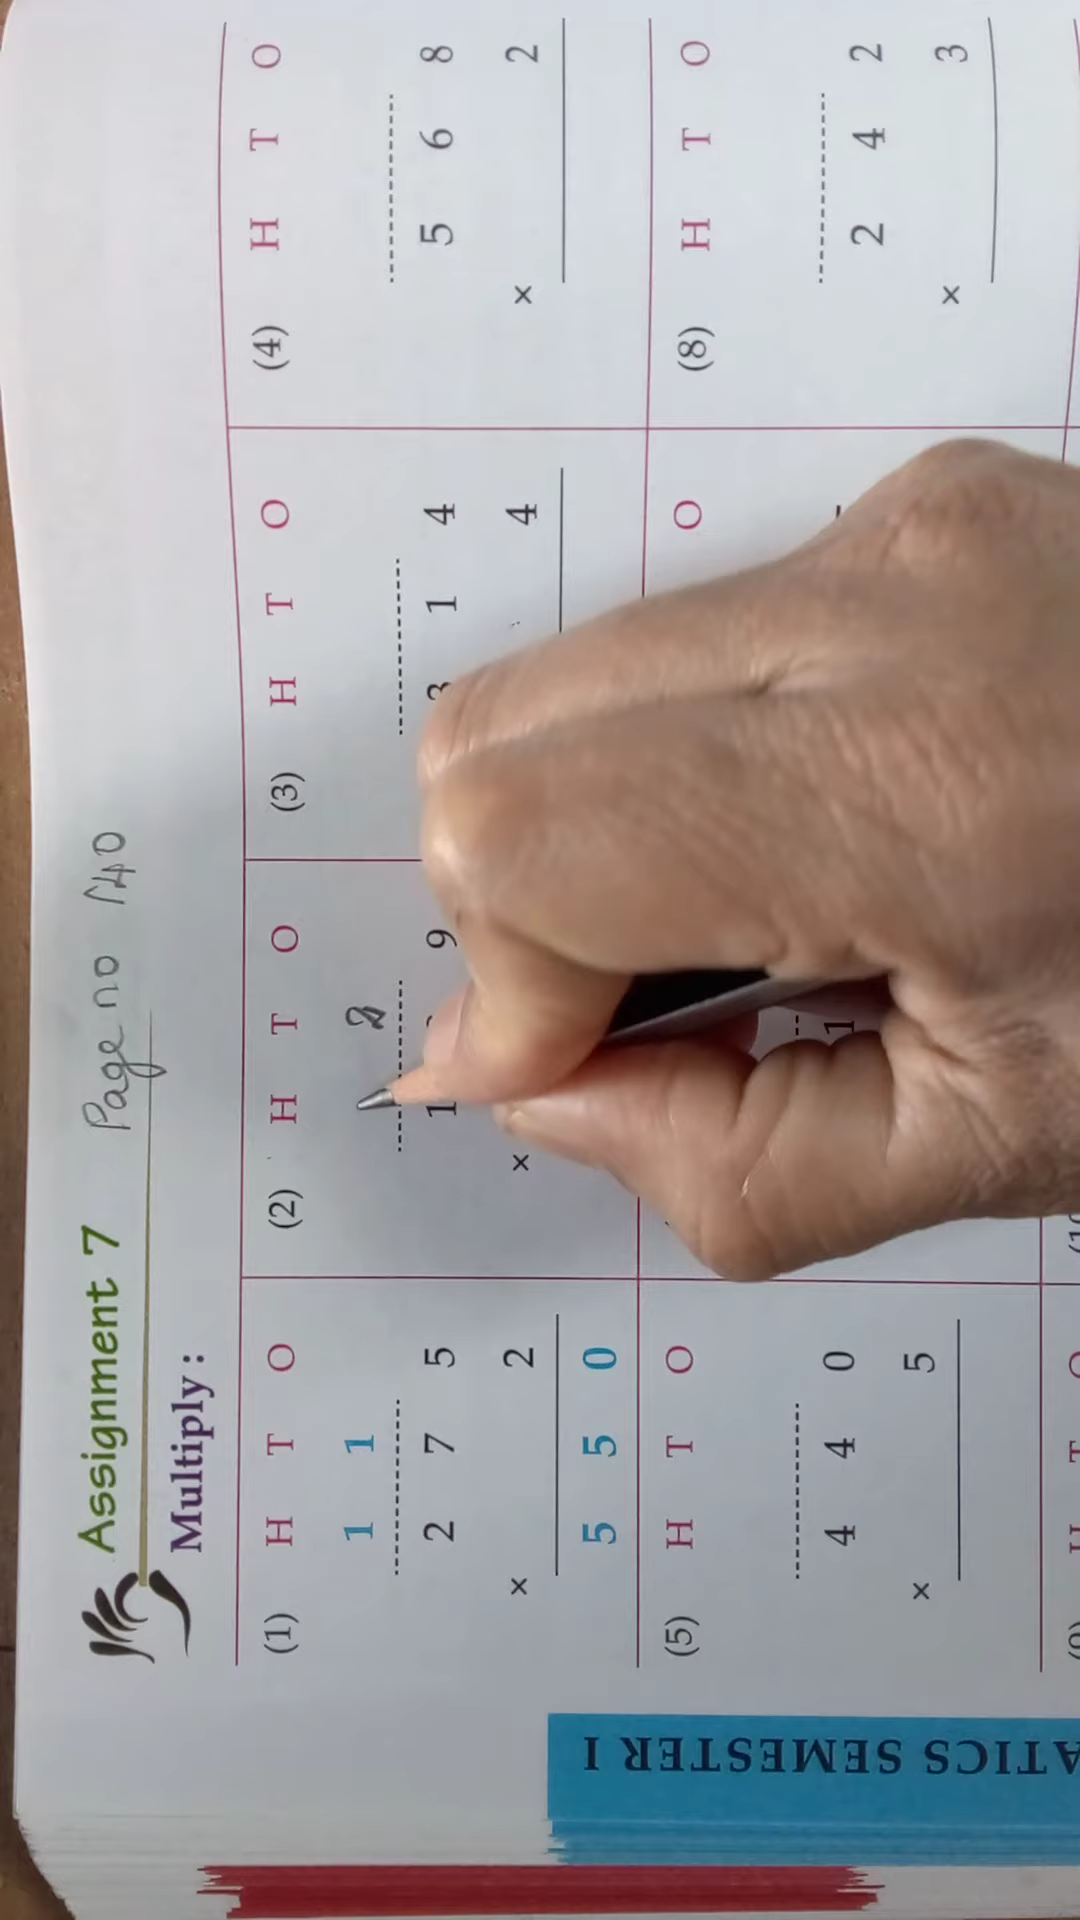 Assignment 7 Page no 140
Multiply :
(1) H T O
1 1
2 7 5
× 2
5 5 0
(2) H T O
2
1 9
×
(3) H T O
3 1 4
4
(4) H T O
5 6 8
× 2
(5) H T O
4 4 0
× 5
1
O
(8) H T O
2 4 2
× 3
H T O
ATICS SEMESTER I